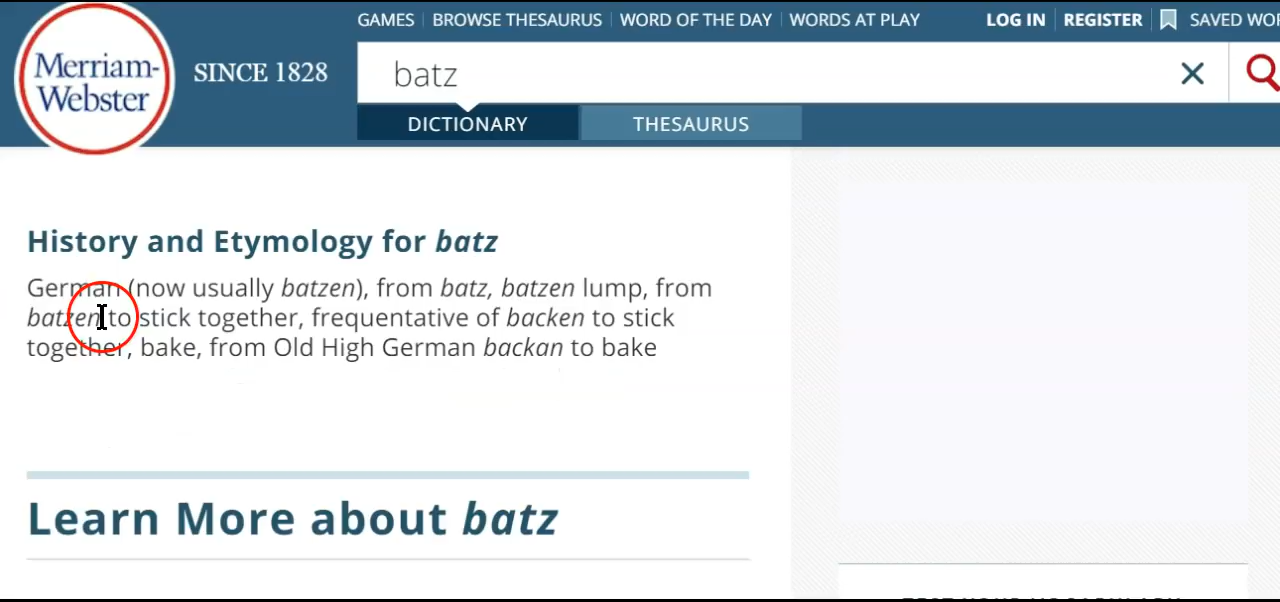 GAMES BROWSE THESAURUS WORD OF THE DAY WORDS AT PLAY LOG IN REGISTER SAVED WOR
Merriam-
Webster
SINCE 1828
batz
DICTIONARY THESAURUS
History and Etymology for batz
German (now usually batzen), from batz, batzen lump, from
batzen to stick together, frequentative of backen to stick
together, bake, from Old High German backan to bake
Learn More about batz